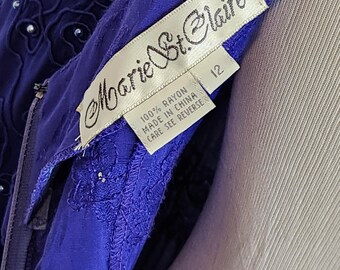 Marie St. Claire
12
100% RAYON
MADE IN CHINA
CARE SEE REVERSE